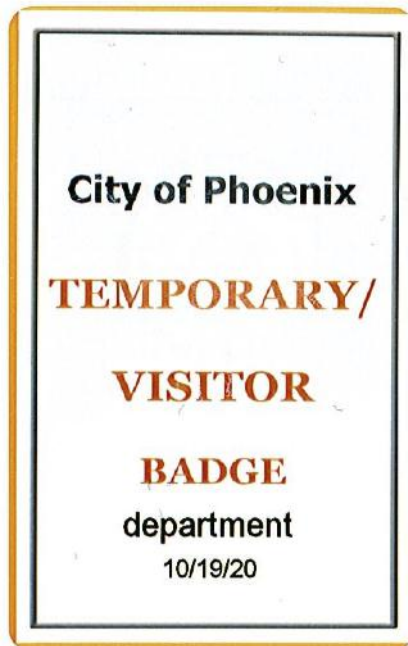 City of Phoenix
TEMPORARY/
VISITOR
BADGE
department
10/19/20